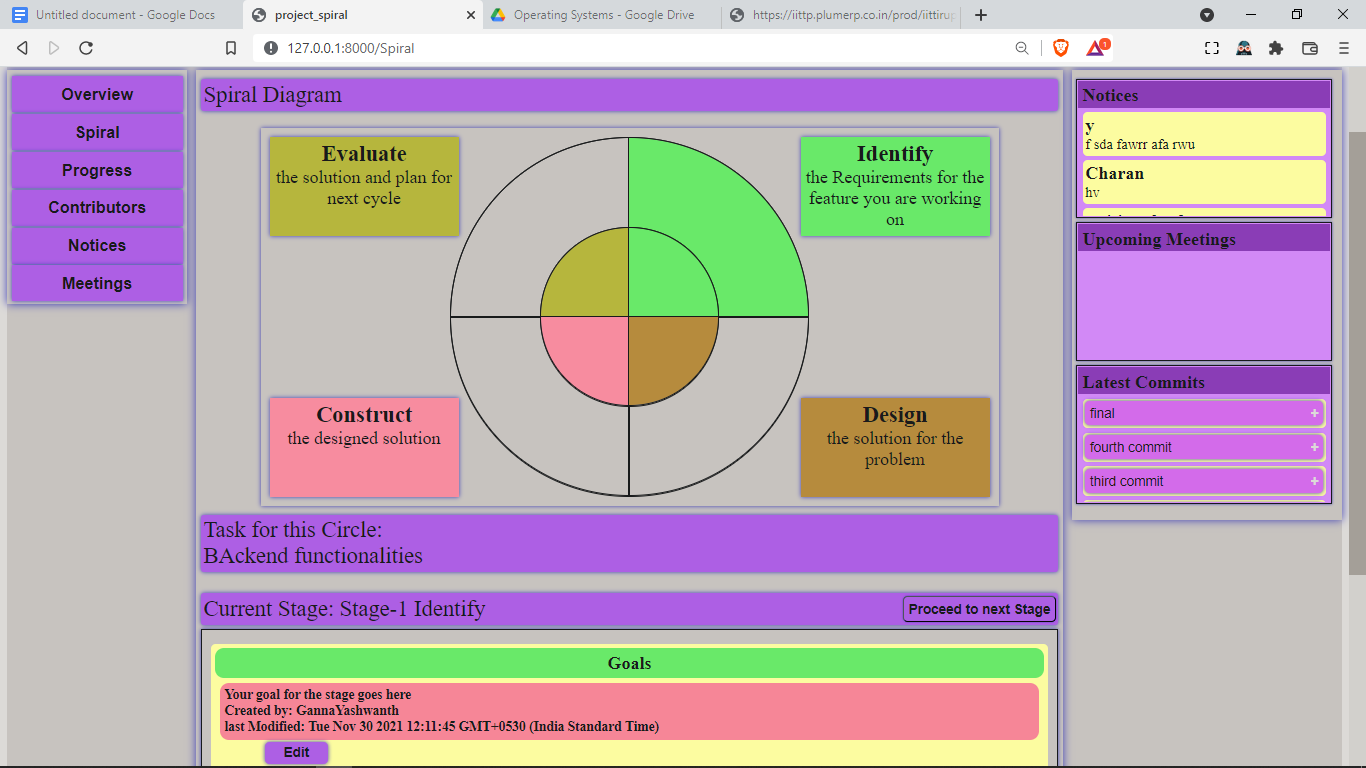 Untitled document - Google Docs
project_spiral
Operating Systems - Google Drive
https://iittp.plumerp.co.in/prod/iittirup
127.0.0.1:8000/Spiral
1
Overview
Spiral
Progress
Contributors
Notices
Meetings
Spiral Diagram
Evaluate
the solution and plan for
next cycle
Identify
the Requirements for the
feature you are working
on
Construct
the designed solution
Design
the solution for the
problem
Task for this Circle:
BAckend functionalities
Current Stage: Stage-1 Identify
Proceed to next Stage
Goals
Your goal for the stage goes here
Created by: GannaYashwanth
last Modified: Tue Nov 30 2021 12:11:45 GMT+0530 (India Standard Time)
Edit
Notices
y
f sda fawrr afa rwu
Charan
hv
Upcoming Meetings
Latest Commits
final +
fourth commit +
third commit +